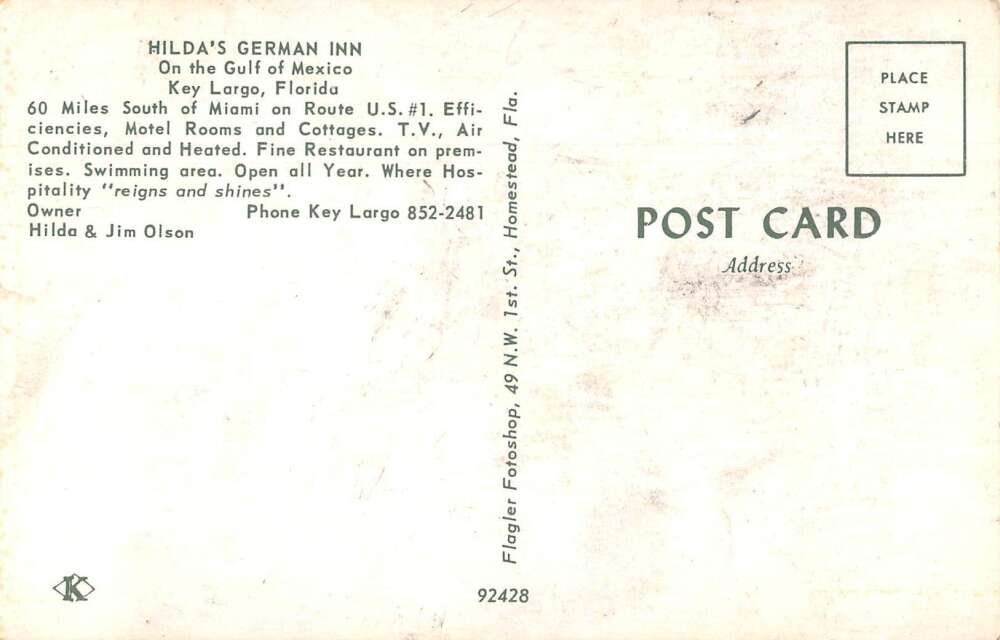 HILDA'S GERMAN INN
On the Gulf of Mexico
Key Largo, Florida
60 Miles South of Miami on Route U.S. #1. Effi-
ciencies, Motel Rooms and Cottages. T.V., Air
Conditioned and Heated. Fine Restaurant on prem-
ises. Swimming area. Open all Year. Where Hos-
pitality "reigns and shines".
Owner Phone Key Largo 852-2481
Hilda & Jim Olson
Flagler Fotoshop, 49 N.W. 1st. St., Homestead, Fla.
PLACE
STAMP
HERE
POST CARD
Address
K
92428